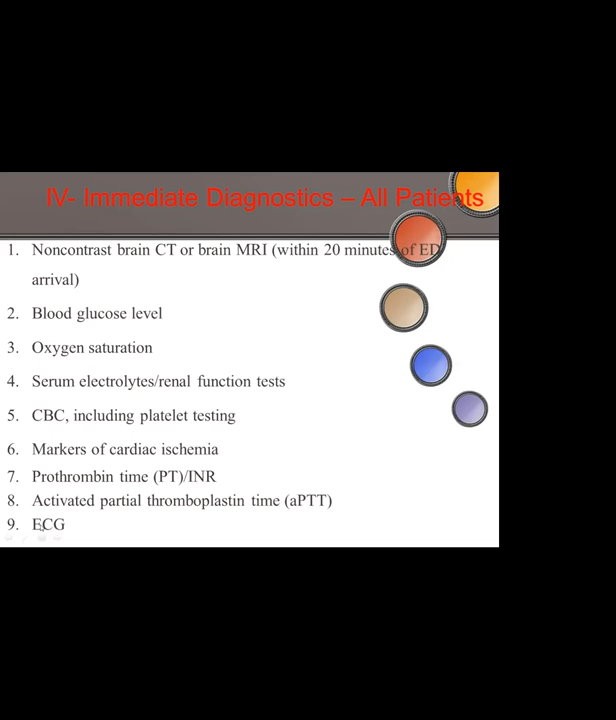 IV- Immediate Diagnostics – All Patients
1. Noncontrast brain CT or brain MRI (within 20 minutes of ED
arrival)
2. Blood glucose level
3. Oxygen saturation
4. Serum electrolytes/renal function tests
5. CBC, including platelet testing
6. Markers of cardiac ischemia
7. Prothrombin time (PT)/INR
8. Activated partial thromboplastin time (aPTT)
9. ECG